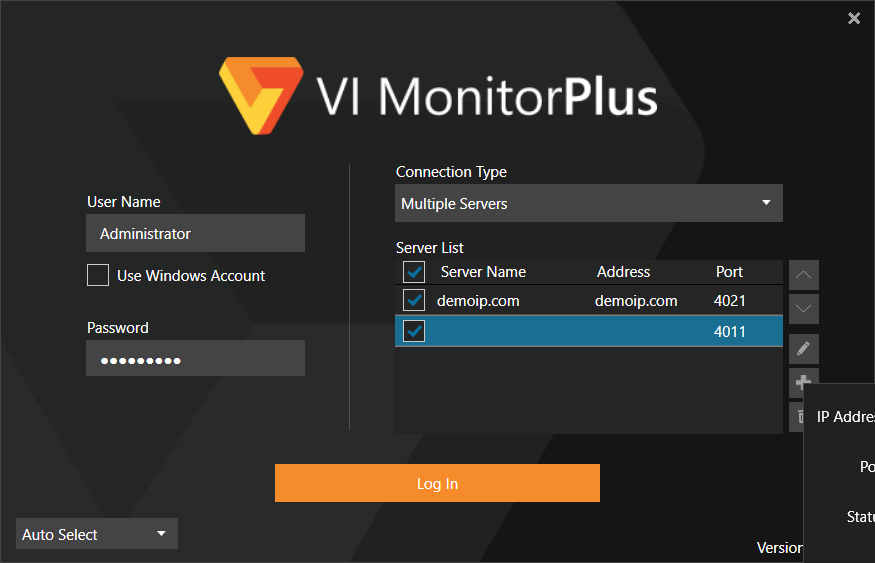 VI MonitorPlus
User Name
Administrator
Use Windows Account
Password
Connection Type
Multiple Servers
Server List
Server Name Address Port
demoip.com demoip.com 4021
4011
Log In
Auto Select
IP Addre
Po
Statu
Version